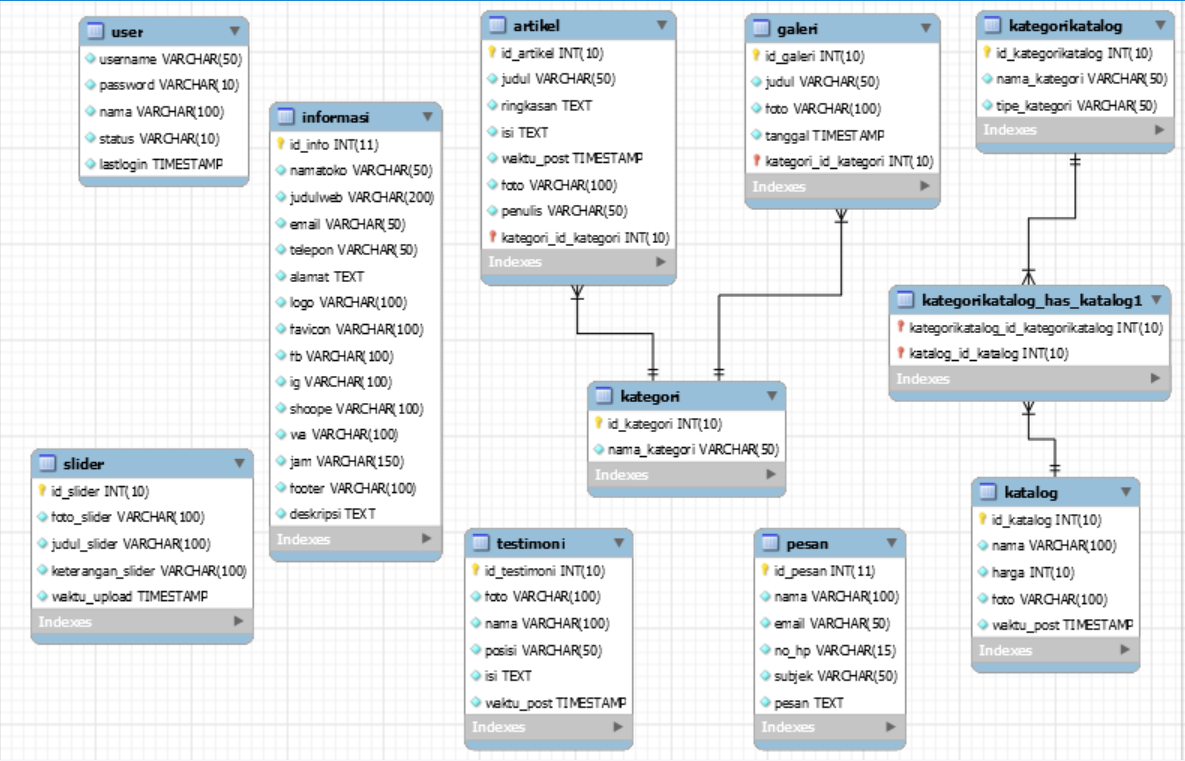 user
username VARCHAR(50)
password VARCHAR(10)
nama VARCHAR(100)
status VARCHAR(10)
lastlogin TIMESTAMP
informasi
id_info INT(11)
namatoko VARCHAR(50)
judulweb VARCHAR(200)
email VARCHAR(50)
telepon VARCHAR(50)
alamat TEXT
logo VARCHAR(100)
favicon VARCHAR(100)
fb VARCHAR(100)
ig VARCHAR(100)
shoope VARCHAR(100)
wa VARCHAR(100)
jam VARCHAR(150)
footer VARCHAR(100)
deskripsi TEXT
Indexes
artikel
id_artikel INT(10)
judul VARCHAR(50)
ringkasan TEXT
isi TEXT
waktu_post TIMESTAMP
foto VARCHAR(100)
penulis VARCHAR(50)
kategori_id_kategori INT(10)
Indexes
galeri
id_galeri INT(10)
judul VARCHAR(50)
foto VARCHAR(100)
tanggal TIMESTAMP
kategori_id_kategori INT(10)
Indexes
kategorikatalog
id_kategorikatalog INT(10)
nama_kategori VARCHAR(50)
tipe_kategori VARCHAR(50)
Indexes
kategorikatalog_has_katalog1
kategorikatalog_id_kategorikatalog INT(10)
katalog_id_katalog INT(10)
Indexes
kategori
id_kategori INT(10)
nama_kategori VARCHAR(50)
Indexes
slider
id_slider INT(10)
foto_slider VARCHAR(100)
judul_slider VARCHAR(100)
keterangan_slider VARCHAR(100)
waktu_upload TIMESTAMP
Indexes
testimoni
id_testimoni INT(10)
foto VARCHAR(100)
nama VARCHAR(100)
posisi VARCHAR(50)
isi TEXT
waktu_post TIMESTAMP
Indexes
pesan
id_pesan INT(11)
nama VARCHAR(100)
email VARCHAR(50)
no_hp VARCHAR(15)
subjek VARCHAR(50)
pesan TEXT
Indexes
katalog
id_katalog INT(10)
nama VARCHAR(100)
harga INT(10)
foto VARCHAR(100)
waktu_post TIMESTAMP
Indexes